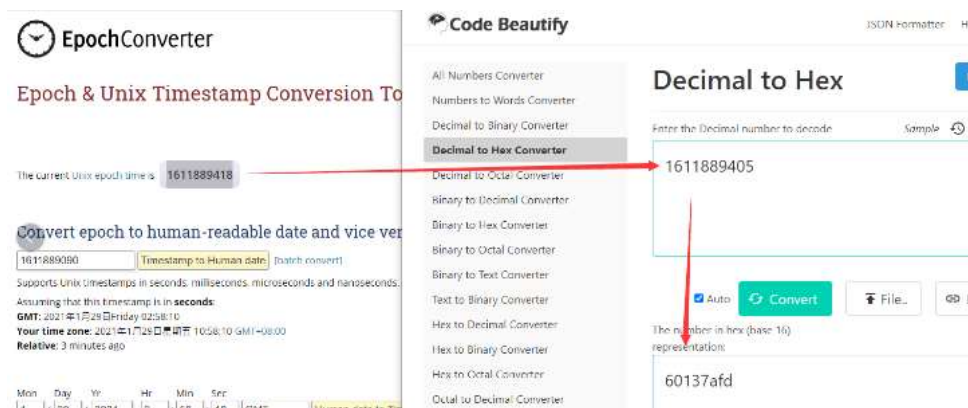 EpochConverter
Epoch & Unix Timestamp Conversion To
The current Unix epoch time is 1611889418
Convert epoch to human-readable date and vice ver
1611889090 Timestamp to Human date [batch convert]
Supports Unix timestamps in seconds, milliseconds, microseconds and nanoseconds.
Assuming that this timestamp is in seconds:
GMT: 2021年1月29日Friday 02:58:10
Your time zone: 2021年1月29日星期五 10:58:10 GMT+08:00
Relative: 3 minutes ago
Mon Day Yr Hr Min Sec
Code Beautify
JSON Formatter H
All Numbers Converter
Numbers to Words Converter
Decimal to Binary Converter
Decimal to Hex Converter
Decimal to Octal Converter
Binary to Decimal Converter
Binary to Hex Converter
Binary to Octal Converter
Binary to Text Converter
Text to Binary Converter
Hex to Decimal Converter
Hex to Binary Converter
Hex to Octal Converter
Octal to Decimal Converter
Decimal to Hex
Enter the Decimal number to decode Sample
1611889405
Auto Convert File..
The number in hex (base 16)
representation:
60137afd